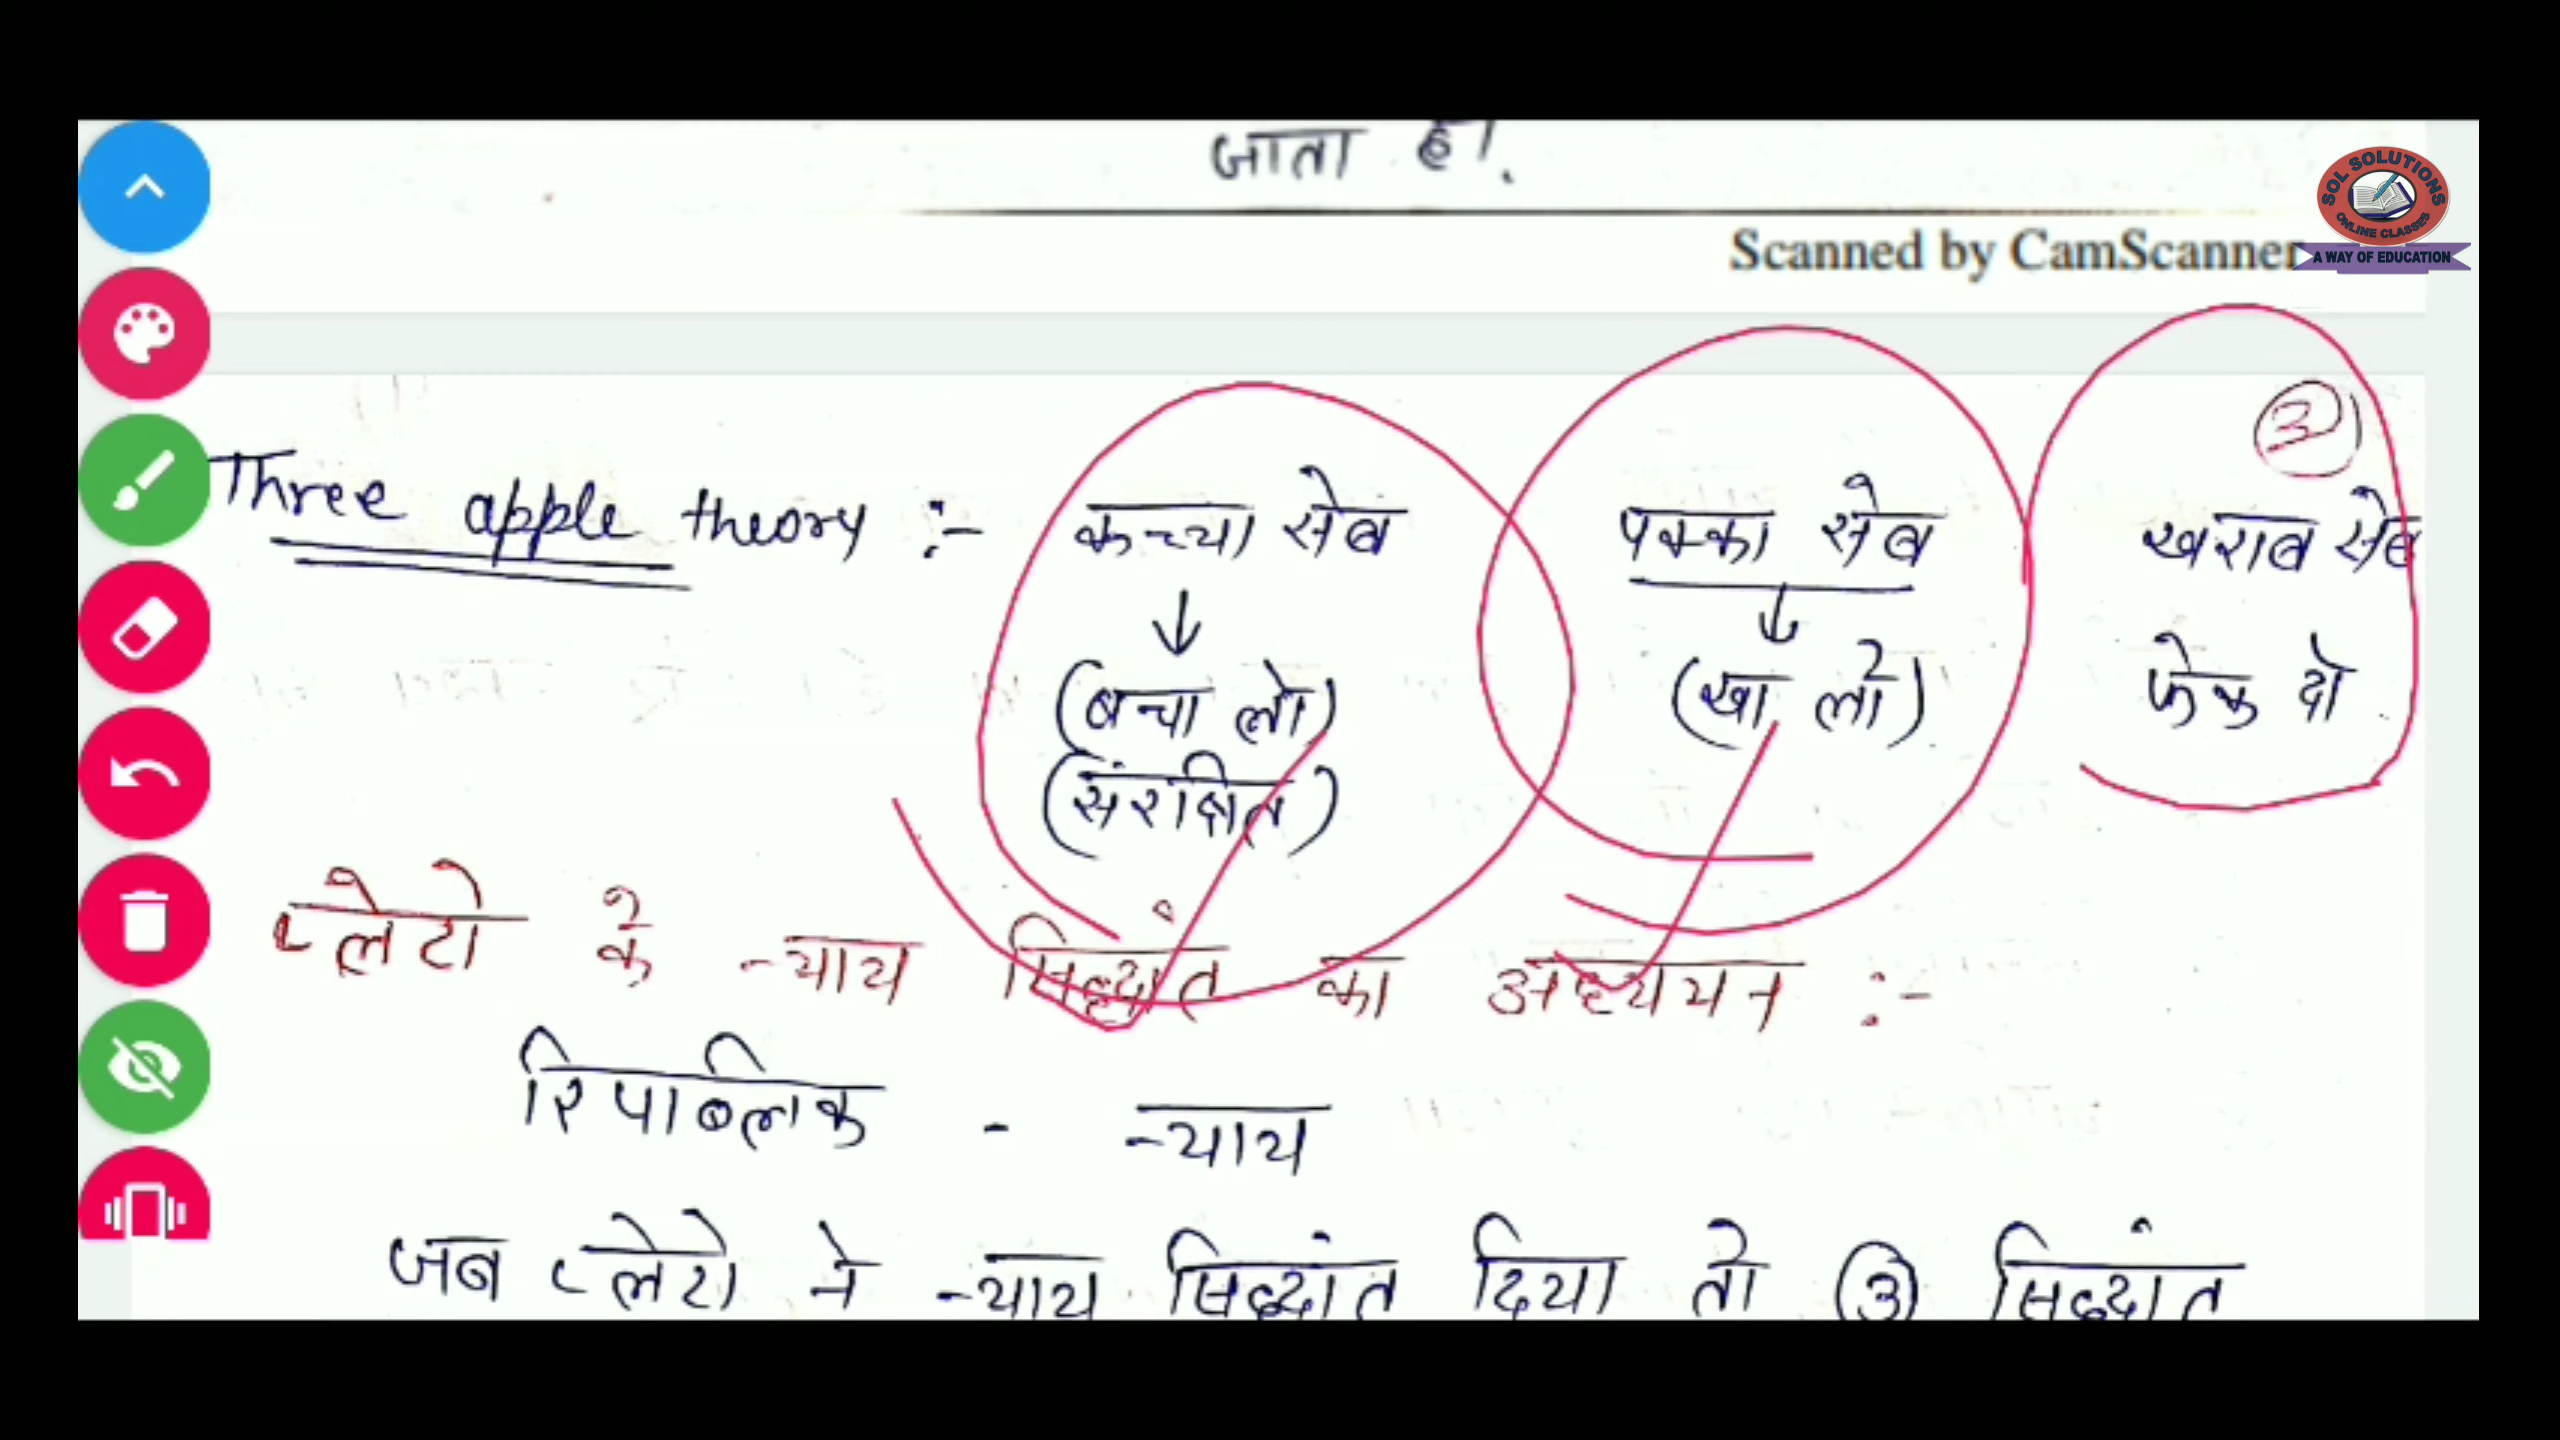 जाता है।.
Scanned by CamScanner
SOL SOLUTIONS
ONLINE CLASSES
A WAY OF EDUCATION
3
Three apple theory :- कच्चा सेब पक्का सेब खराब सेब
↓ ↓
(बचा लो) (खा लो) फेक दो
(संरक्षित)
प्लेटो के न्याय सिद्धांत का अध्ययन :-
रिपाब्लिक - न्याय
जब प्लेटो ने न्याय सिद्धांत दिया तो 3 सिद्धांत